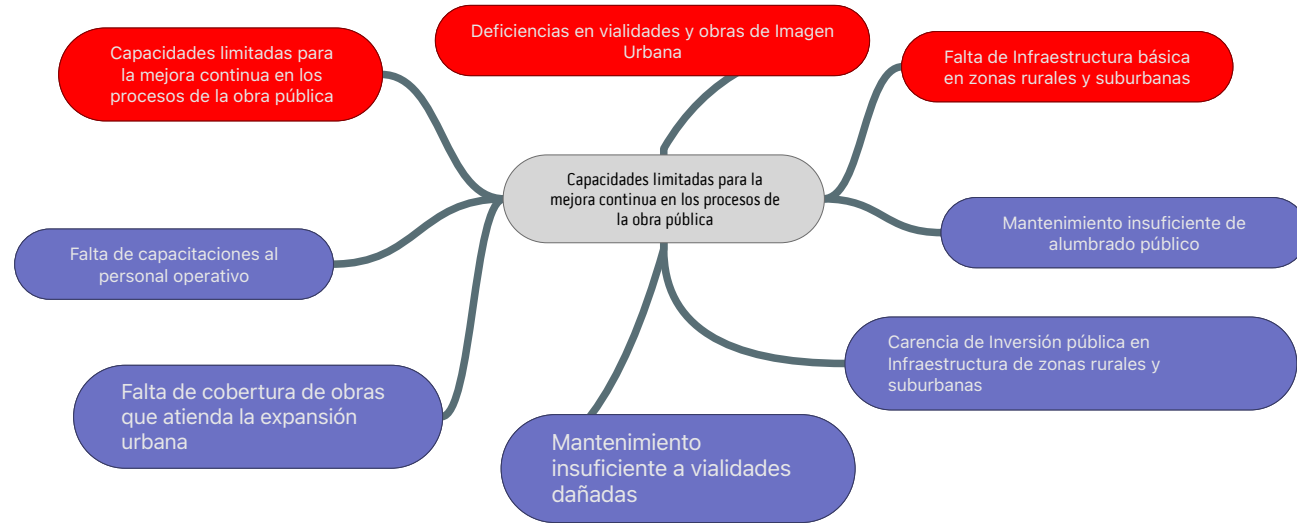 Deficiencias en vialidades y obras de Imagen
Urbana
Capacidades limitadas para
la mejora continua en los
procesos de la obra pública
Falta de Infraestructura básica
en zonas rurales y suburbanas
Capacidades limitadas para la
mejora continua en los procesos de
la obra pública
Falta de capacitaciones al
personal operativo
Mantenimiento insuficiente de
alumbrado público
Carencia de Inversión pública en
Infraestructura de zonas rurales y
suburbanas
Falta de cobertura de obras
que atienda la expansión
urbana
Mantenimiento
insuficiente a vialidades
dañadas